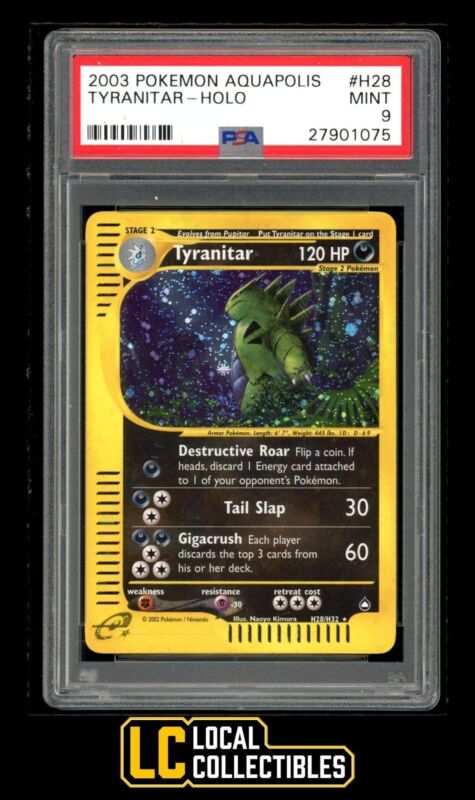 2003 POKEMON AQUAPOLIS #H28
TYRANITAR - HOLO MINT
9
PSA 27901075
STAGE 2 Evolves from Pupitar Put Tyranitar on the Stage 1 card
Tyranitar 120 HP
Stage 2 Pokémon
Armor Pokémon. Length: 6' 7", Weight: 445 lbs. ID: D-69
Destructive Roar Flip a coin. If
heads, discard 1 Energy card attached
to 1 of your opponent's Pokémon.
Tail Slap 30
Gigacrush Each player
discards the top 3 cards from
his or her deck.
60
weakness resistance retreat cost
-30
© 2002 Pokémon / Nintendo Illus. Naoyo Kimura H28/H32 ★
LC LOCAL
COLLECTIBLES